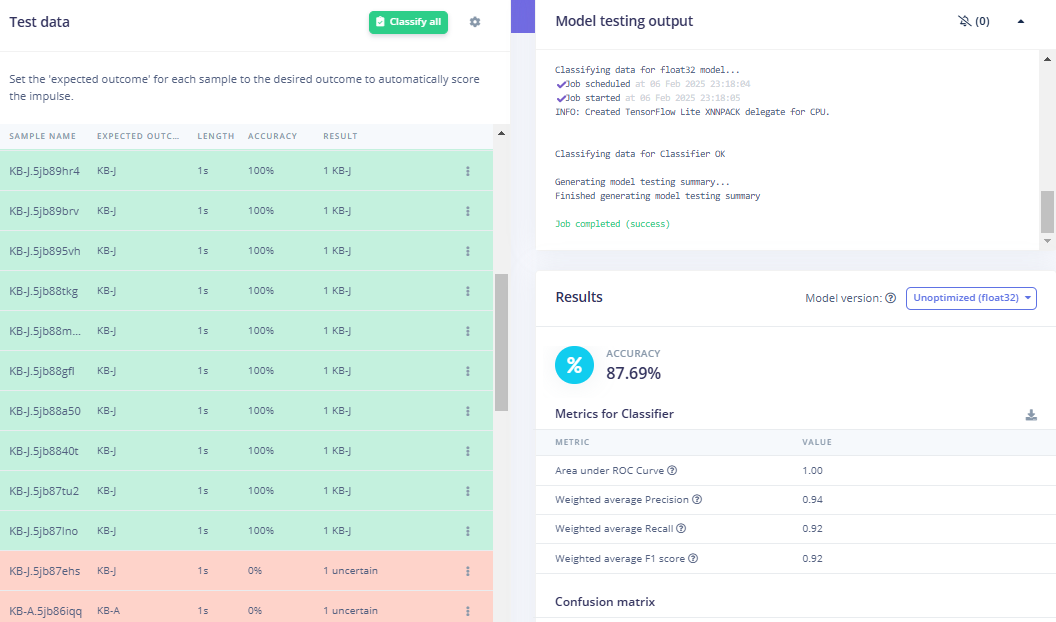 Test data
Classify all
Set the 'expected outcome' for each sample to the desired outcome to automatically score
the impulse.
SAMPLE NAME EXPECTED OUTC... LENGTH ACCURACY RESULT
KB-J.5jb89hr4 KB-J 1s 100% 1 KB-J
KB-J.5jb89brv KB-J 1s 100% 1 KB-J
KB-J.5jb895vh KB-J 1s 100% 1 KB-J
KB-J.5jb88tkg KB-J 1s 100% 1 KB-J
KB-J.5jb88m... KB-J 1s 100% 1 KB-J
KB-J.5jb88gfl KB-J 1s 100% 1 KB-J
KB-J.5jb88a50 KB-J 1s 100% 1 KB-J
KB-J.5jb8840t KB-J 1s 100% 1 KB-J
KB-J.5jb87tu2 KB-J 1s 100% 1 KB-J
KB-J.5jb87lno KB-J 1s 100% 1 KB-J
KB-J.5jb87ehs KB-J 1s 0% 1 uncertain
KB-A.5jb86iqq KB-A 1s 0% 1 uncertain
Model testing output
(0)
Classifying data for float32 model...
Job scheduled at 06 Feb 2025 23:18:04
Job started at 06 Feb 2025 23:18:05
INFO: Created TensorFlow Lite XNNPACK delegate for CPU.
Classifying data for Classifier OK
Generating model testing summary...
Finished generating model testing summary
Job completed (success)
Results
Model version: Unoptimized (float32)
%
ACCURACY
87.69%
Metrics for Classifier
METRIC VALUE
Area under ROC Curve 1.00
Weighted average Precision 0.94
Weighted average Recall 0.92
Weighted average F1 score 0.92
Confusion matrix